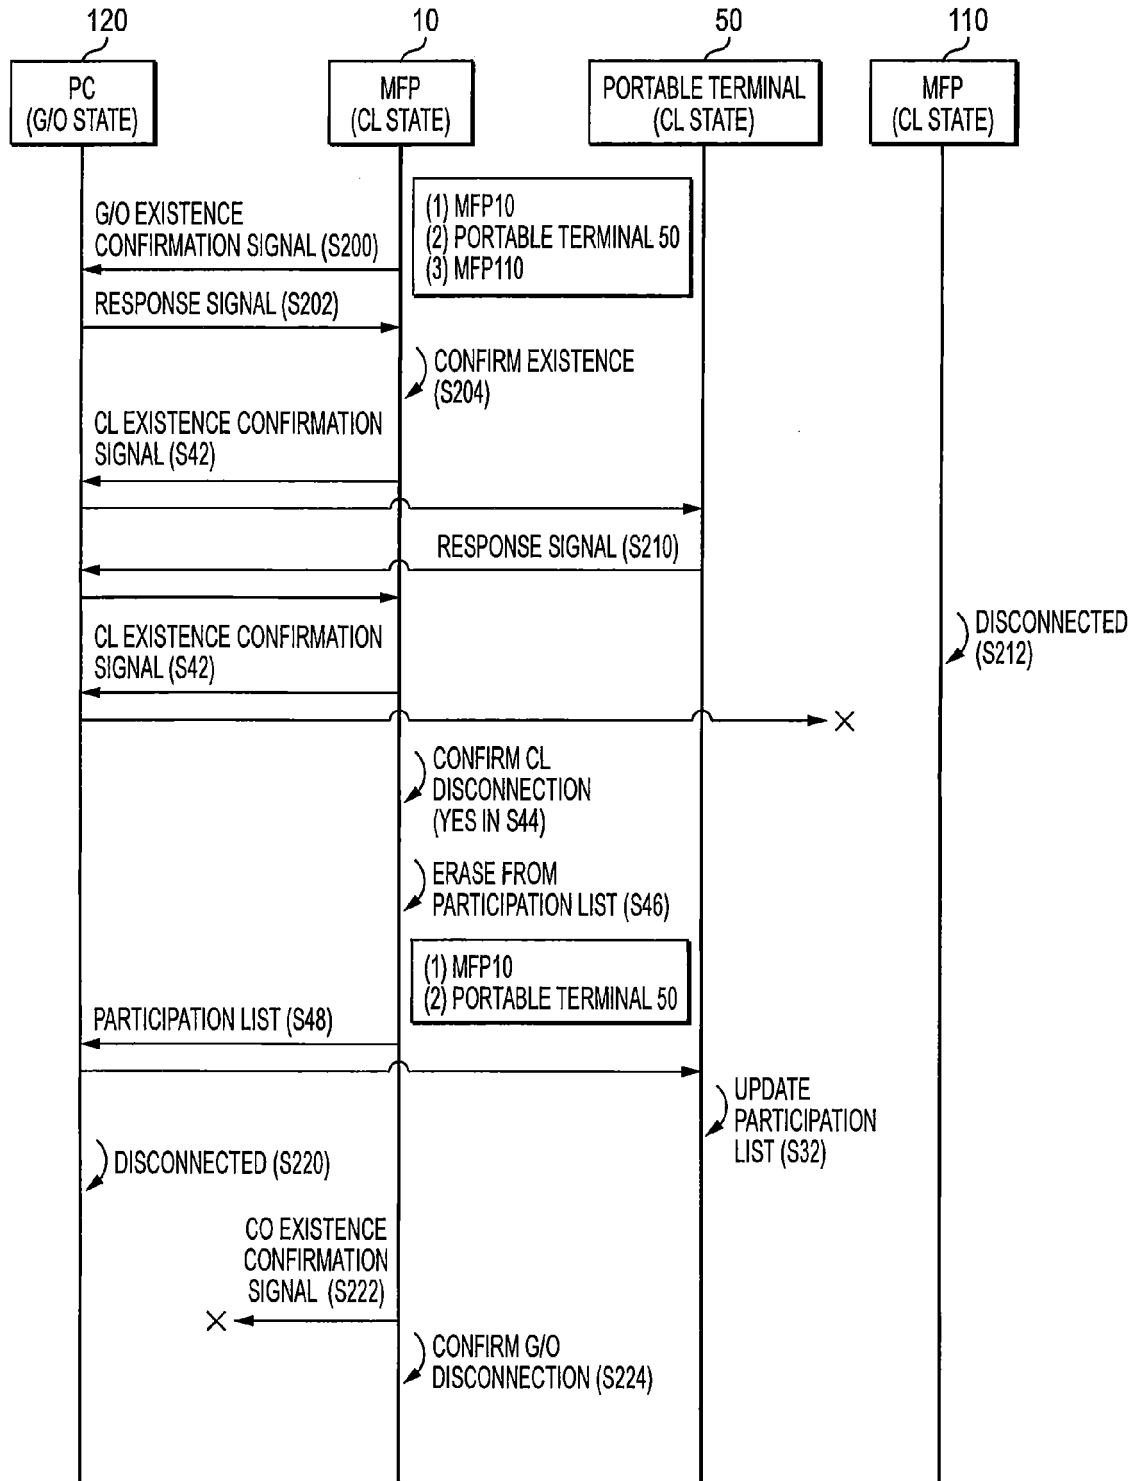 120
10
50
110
PC
(G/O STATE)
MFP
(CL STATE)
PORTABLE TERMINAL
(CL STATE)
MFP
(CL STATE)
(1) MFP10
(2) PORTABLE TERMINAL 50
(3) MFP110
G/O EXISTENCE
CONFIRMATION SIGNAL (S200)
RESPONSE SIGNAL (S202)
CONFIRM EXISTENCE
(S204)
CL EXISTENCE CONFIRMATION
SIGNAL (S42)
RESPONSE SIGNAL (S210)
DISCONNECTED
(S212)
CL EXISTENCE CONFIRMATION
SIGNAL (S42)
CONFIRM CL
DISCONNECTION
(YES IN S44)
ERASE FROM
PARTICIPATION LIST (S46)
(1) MFP10
(2) PORTABLE TERMINAL 50
PARTICIPATION LIST (S48)
UPDATE
PARTICIPATION
LIST (S32)
DISCONNECTED (S220)
CO EXISTENCE
CONFIRMATION
SIGNAL (S222)
CONFIRM G/O
DISCONNECTION (S224)